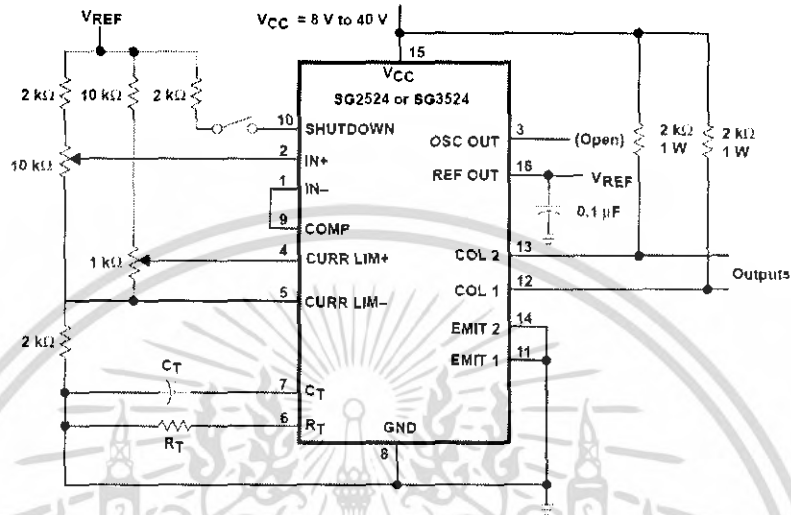 VREF
VCC = 8 V to 40 V
15
VCC
SG2524 or SG3524
2 kΩ
10 kΩ
2 kΩ
10
SHUTDOWN
3
OSC OUT
(Open)
2 kΩ
1 W
2 kΩ
1 W
10 kΩ
2
IN+
16
REF OUT
VREF
1
IN–
0.1 µF
9
COMP
4
CURR LIM+
1 kΩ
13
COL 2
Outputs
12
COL 1
5
CURR LIM–
14
EMIT 2
2 kΩ
11
EMIT 1
CT
7
CT
6
RT
RT
GND
8